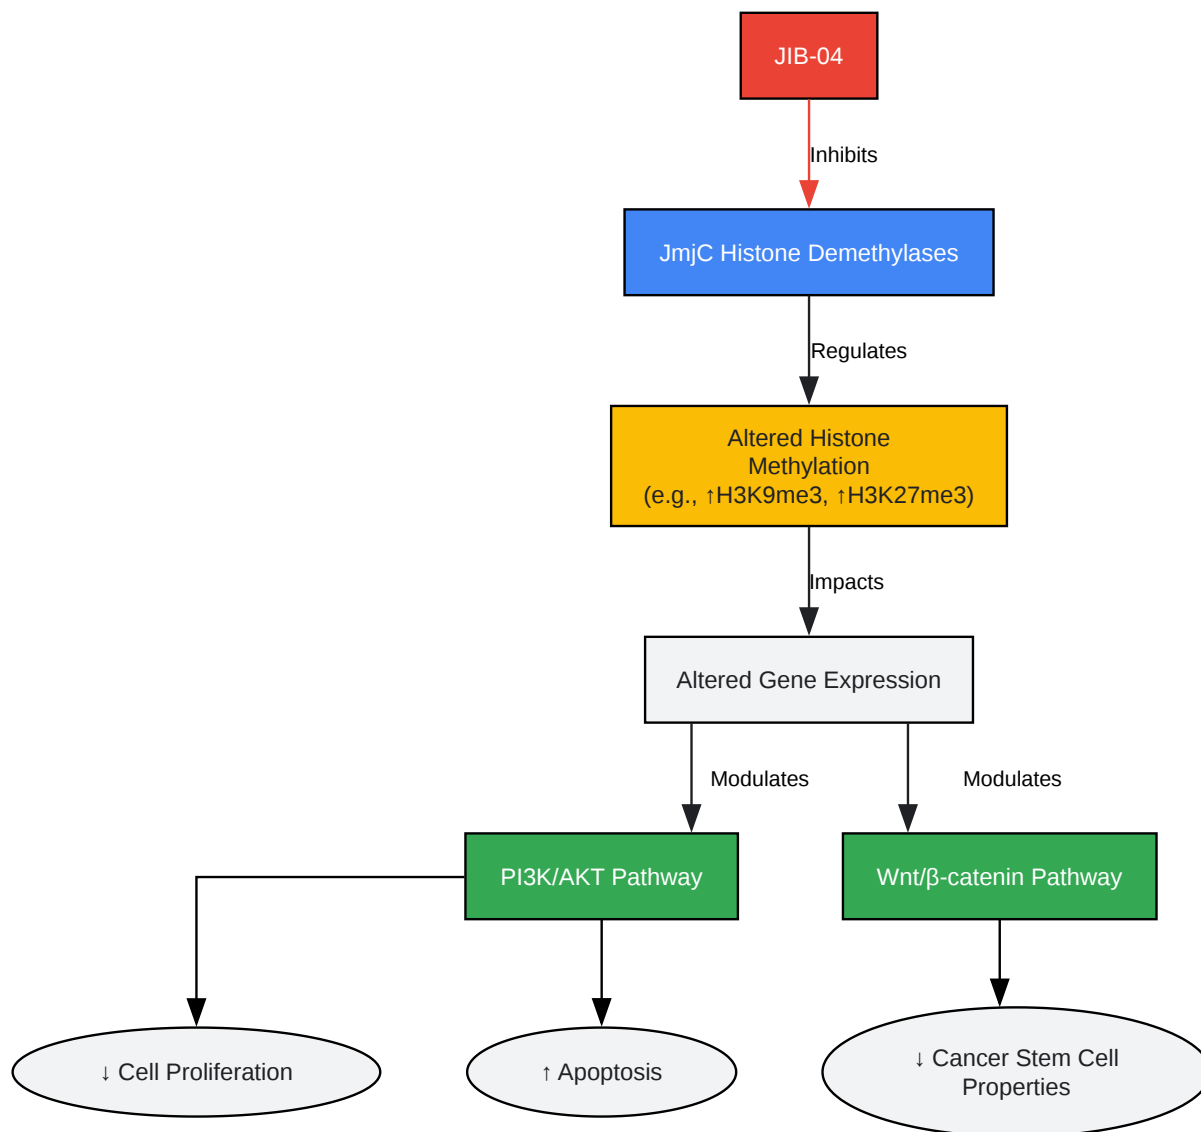 JIB-04
Inhibits
JmjC Histone Demethylases
Regulates
Altered Histone
Methylation
(e.g., ↑H3K9me3, ↑H3K27me3)
Impacts
Altered Gene Expression
Modulates
Modulates
PI3K/AKT Pathway
Wnt/β-catenin Pathway
↓ Cell Proliferation
↑ Apoptosis
↓ Cancer Stem Cell
Properties